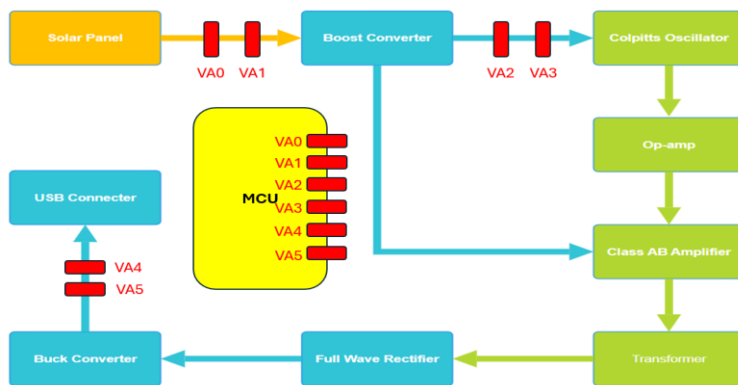 Solar Panel
VA0
VA1
Boost Converter
VA2
VA3
Colpitts Oscillator
Op-amp
MCU
VA0
VA1
VA2
VA3
VA4
VA5
USB Connecter
VA4
VA5
Class AB Amplifier
Buck Converter
Full Wave Rectifier
Transformer